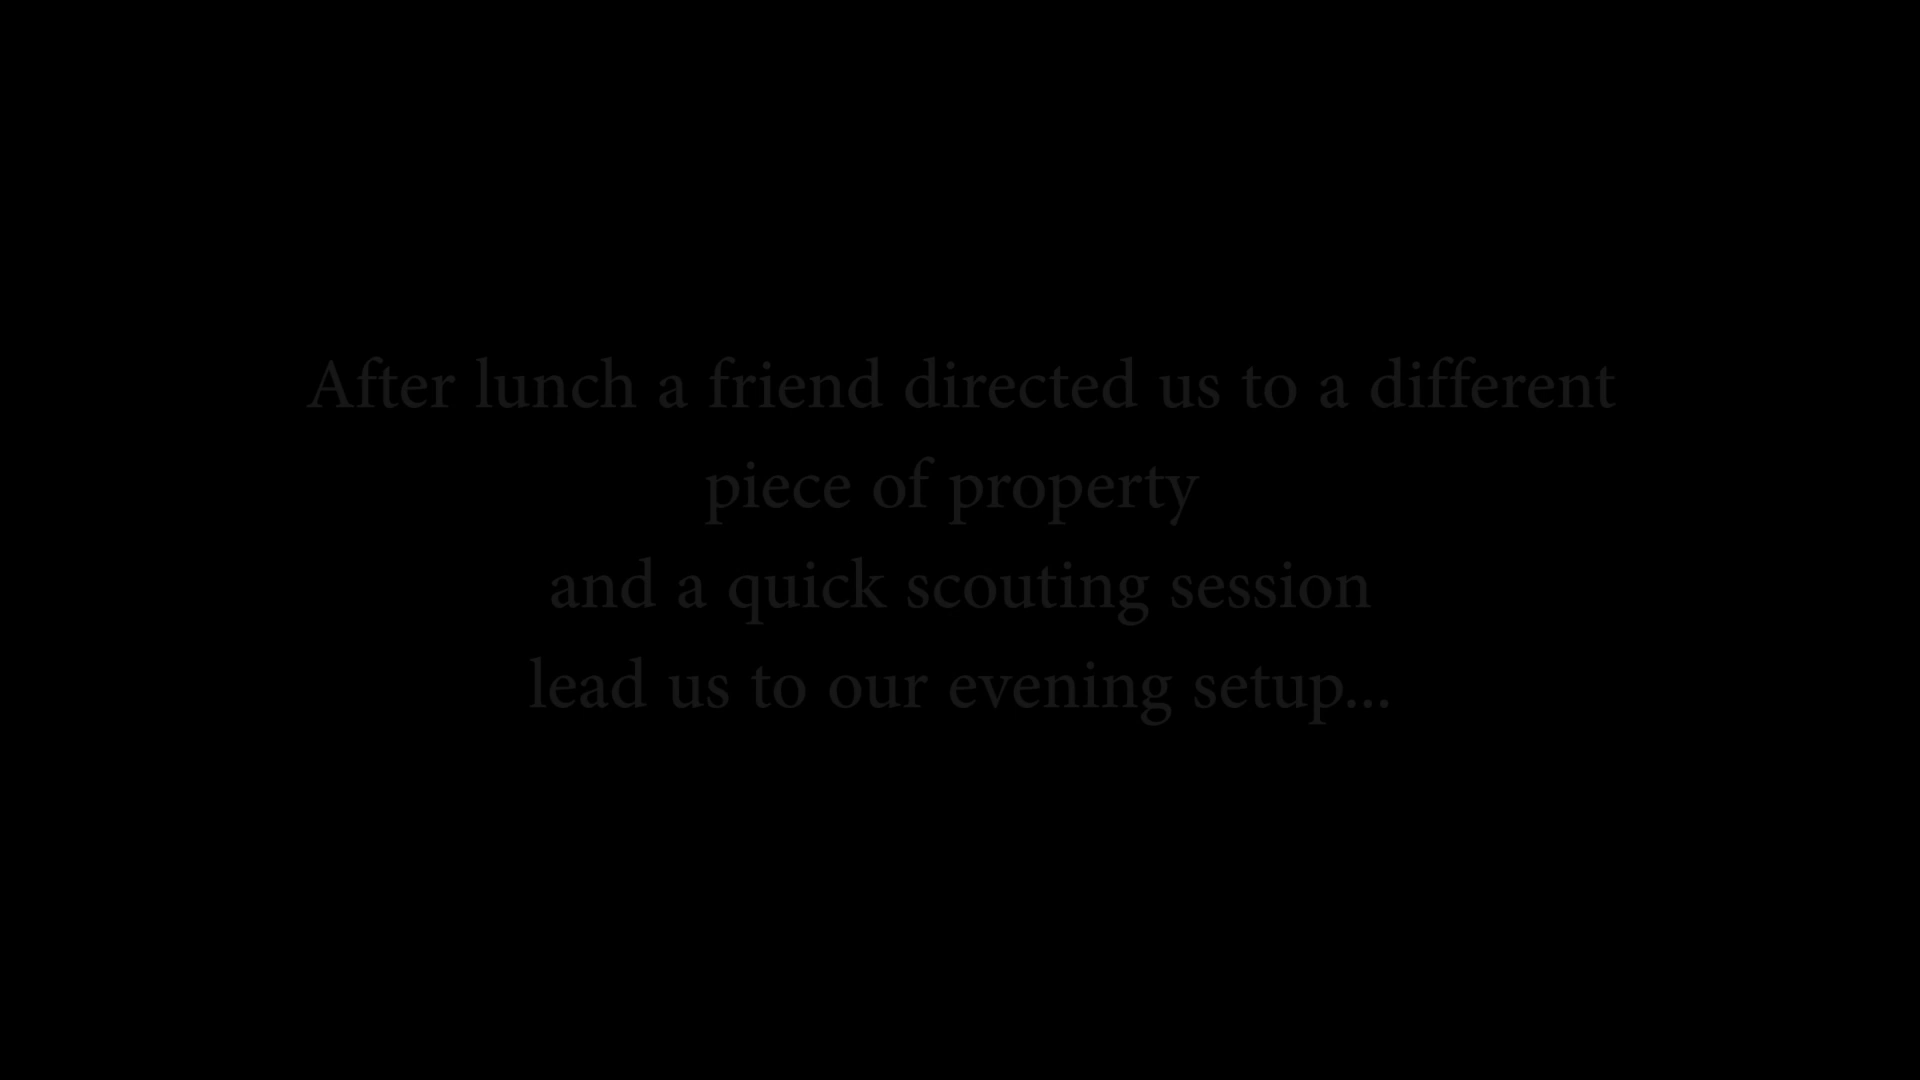 After lunch a friend directed us to a different
piece of property
and a quick scouting session
lead us to our evening setup...